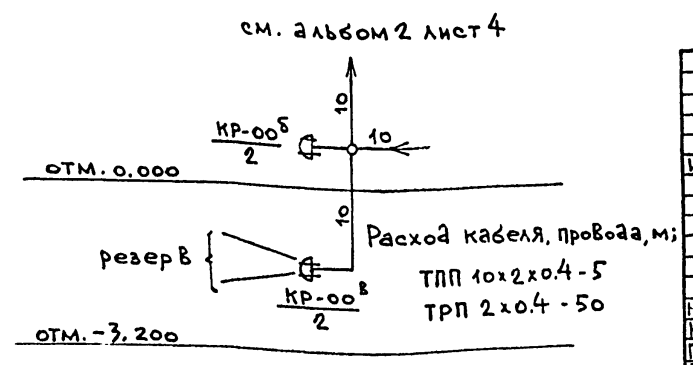 см. альбом 2 лист 4
10
КР-00б
2
10
отм. 0.000
10
Расход кабеля, провода, м;
резерв
ТПП 10х2х0.4-5
КР-00в
2
ТРП 2х0.4-50
отм. -3.200